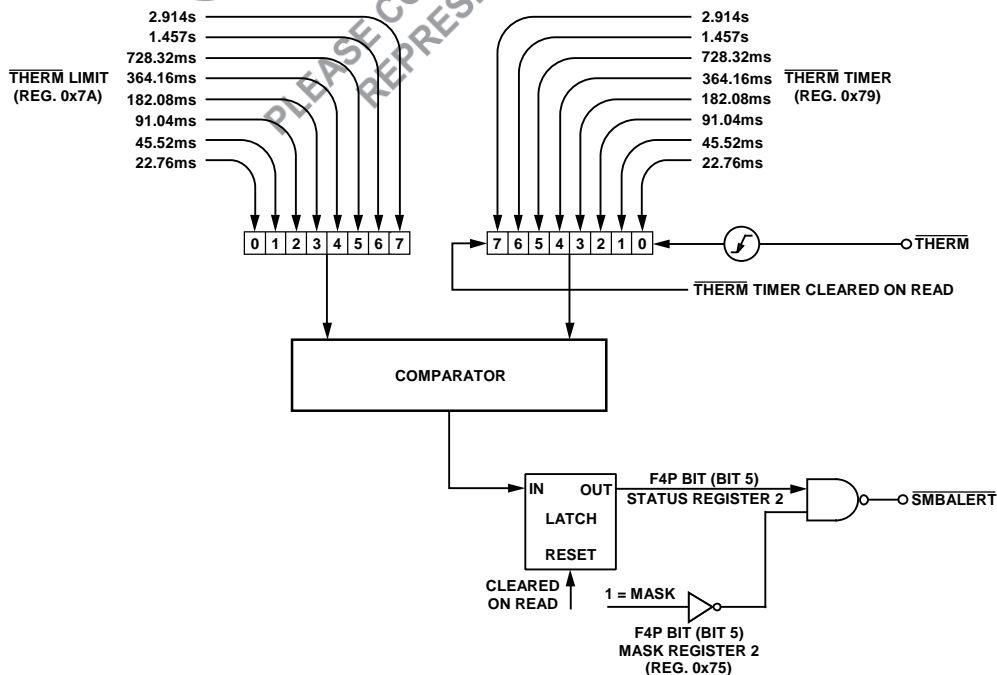 PLEASE CO
REPRES
2.914s
1.457s
728.32ms
364.16ms
182.08ms
91.04ms
45.52ms
22.76ms
THERM LIMIT
(REG. 0x7A)
2.914s
1.457s
728.32ms
364.16ms
182.08ms
91.04ms
45.52ms
22.76ms
THERM TIMER
(REG. 0x79)
0 1 2 3 4 5 6 7
7 6 5 4 3 2 1 0
THERM
THERM TIMER CLEARED ON READ
COMPARATOR
IN OUT
LATCH
RESET
F4P BIT (BIT 5)
STATUS REGISTER 2
SMBALERT
CLEARED
ON READ
1 = MASK
F4P BIT (BIT 5)
MASK REGISTER 2
(REG. 0x75)